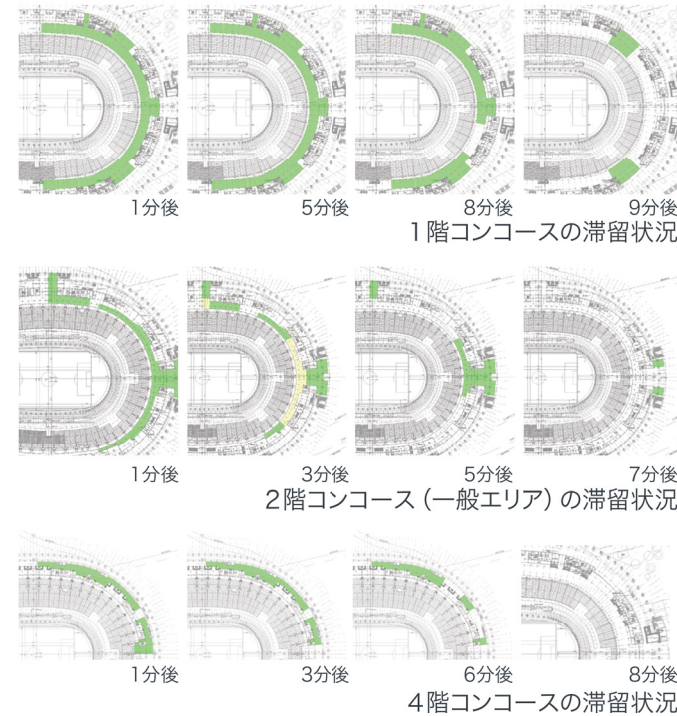 1分後 5分後 8分後 9分後
1階コンコースの滞留状況
1分後 3分後 5分後 7分後
2階コンコース（一般エリア）の滞留状況
1分後 3分後 6分後 8分後
4階コンコースの滞留状況